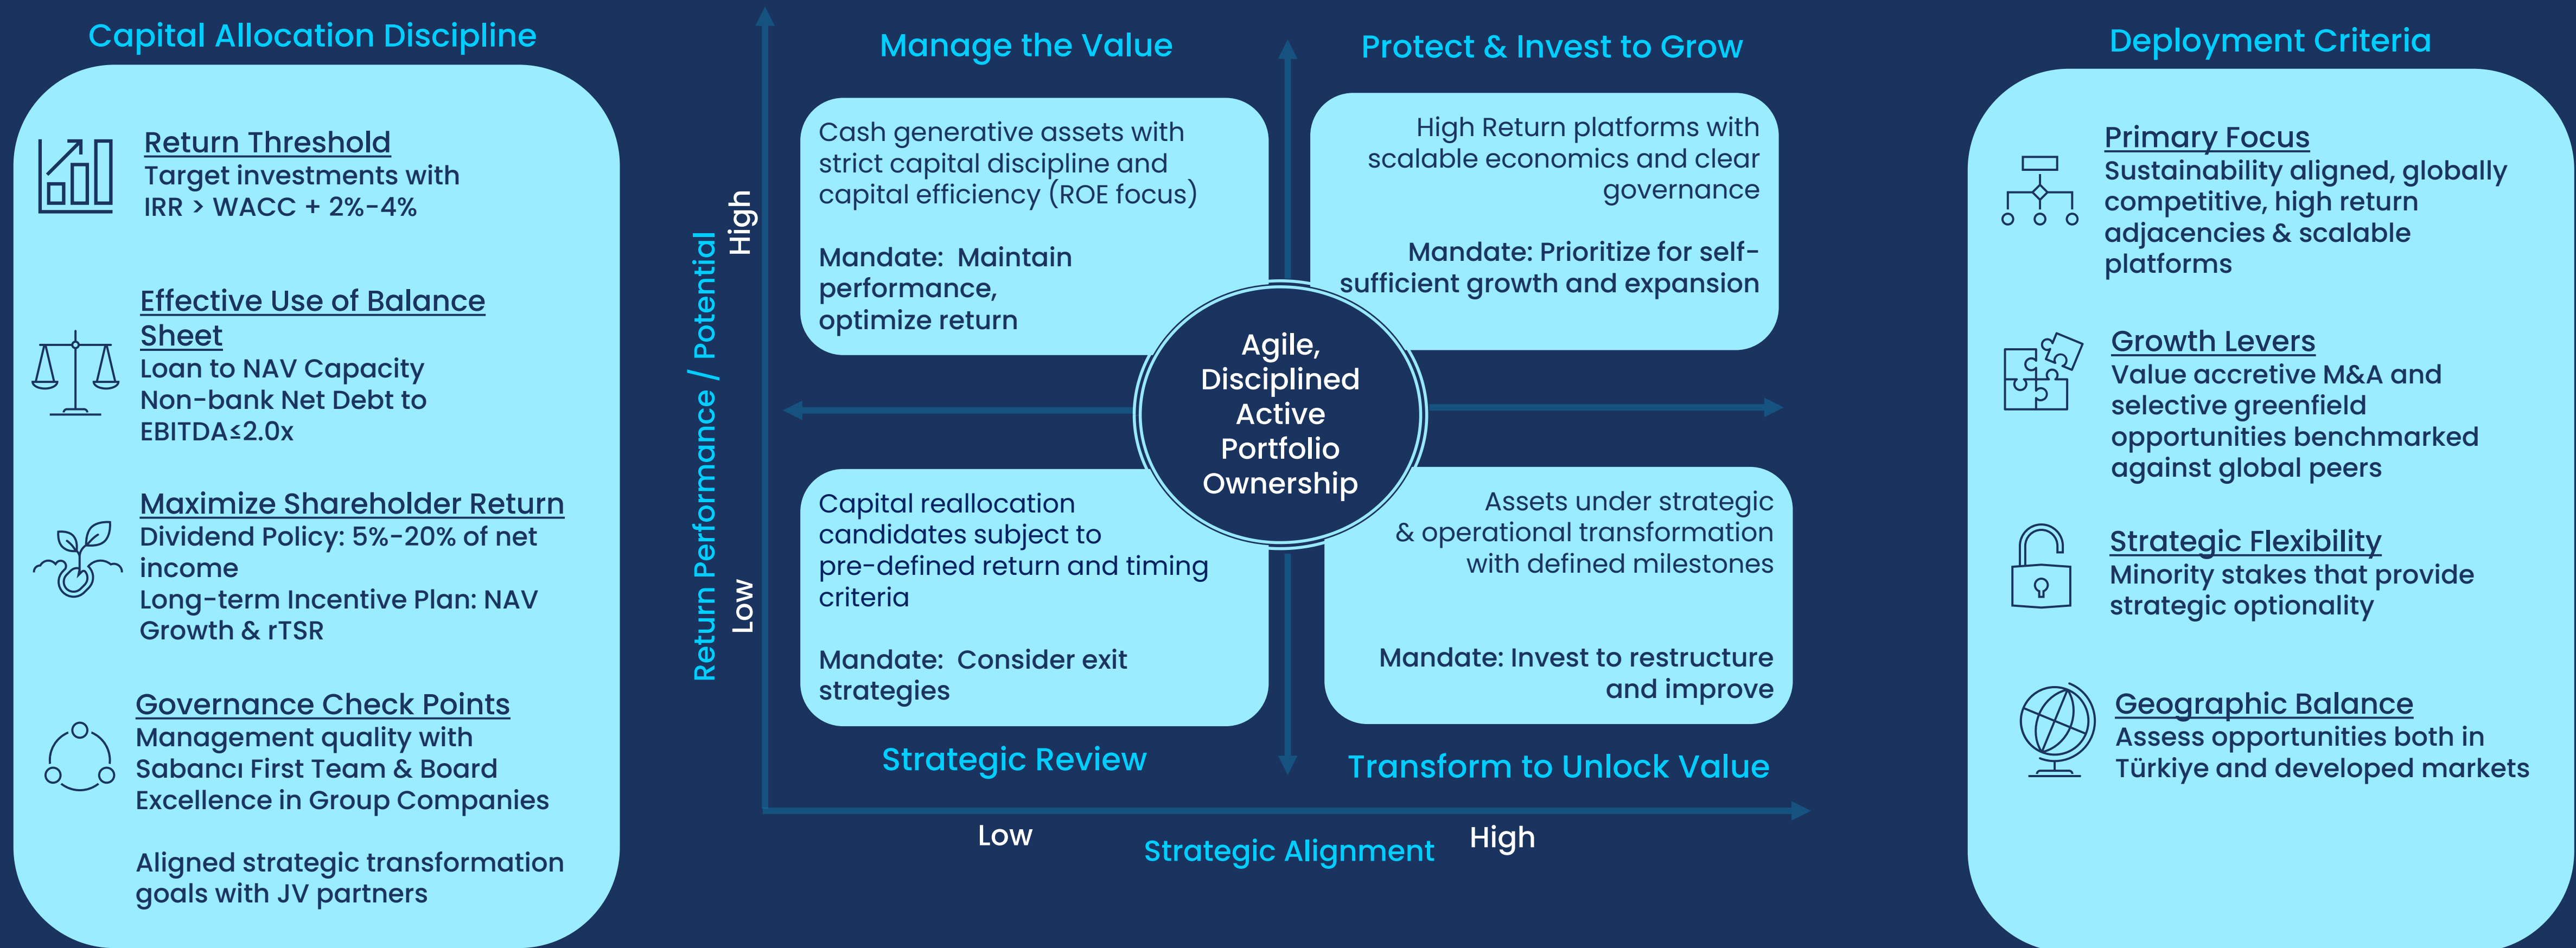 Capital Allocation Discipline
Return Threshold
Target investments with
IRR > WACC + 2%-4%
Effective Use of Balance
Sheet
Loan to NAV Capacity
Non-bank Net Debt to
EBITDA≤2.0x
Maximize Shareholder Return
Dividend Policy: 5%-20% of net
income
Long-term Incentive Plan: NAV
Growth & rTSR
Governance Check Points
Management quality with
Sabancı First Team & Board
Excellence in Group Companies
Aligned strategic transformation
goals with JV partners
Return Performance / Potential
High
Low
Manage the Value
Cash generative assets with
strict capital discipline and
capital efficiency (ROE focus)
Mandate: Maintain
performance,
optimize return
Protect & Invest to Grow
High Return platforms with
scalable economics and clear
governance
Mandate: Prioritize for self-
sufficient growth and expansion
Agile,
Disciplined
Active
Portfolio
Ownership
Capital reallocation
candidates subject to
pre-defined return and timing
criteria
Mandate: Consider exit
strategies
Strategic Review
Assets under strategic
& operational transformation
with defined milestones
Mandate: Invest to restructure
and improve
Transform to Unlock Value
Low
Strategic Alignment
High
Deployment Criteria
Primary Focus
Sustainability aligned, globally
competitive, high return
adjacencies & scalable
platforms
Growth Levers
Value accretive M&A and
selective greenfield
opportunities benchmarked
against global peers
Strategic Flexibility
Minority stakes that provide
strategic optionality
Geographic Balance
Assess opportunities both in
Türkiye and developed markets